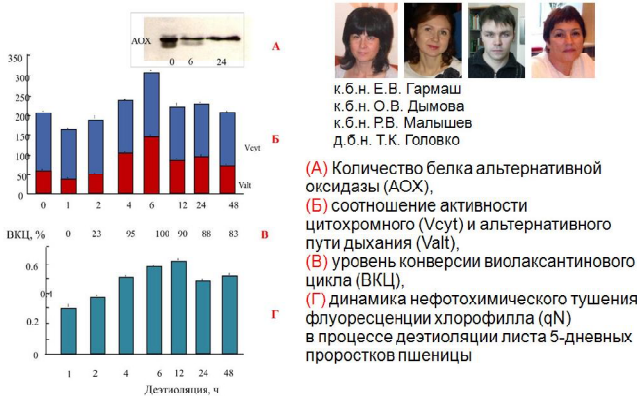 АОХ
0 6 24
А
350
300
250
200
150
100
50
0
Б
Vcyt
Valt
0 1 2 4 6 12 24 48
ВКЦ, % 0 23 95 100 90 88 83
В
0.6
0.2
0
Г
1 2 4 6 12 24 48
Деэтиоляция, ч
к.б.н. Е.В. Гармаш
к.б.н. О.В. Дымова
к.б.н. Р.В. Малышев
д.б.н. Т.К. Головко
(А) Количество белка альтернативной
оксидазы (АОХ),
(Б) соотношение активности
цитохромного (Vcyt) и альтернативного
пути дыхания (Valt),
(В) уровень конверсии виолаксантинового
цикла (ВКЦ),
(Г) динамика нефотохимического тушения
флуоресценции хлорофилла (qN)
в процессе деэтиоляции листа 5-дневных
проростков пшеницы